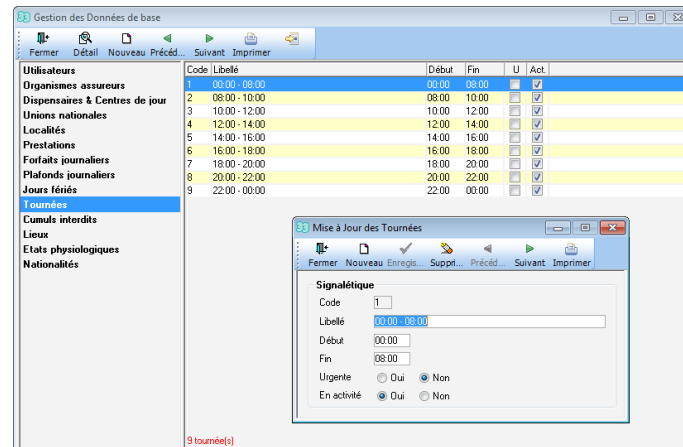 Gestion des Données de base
Fermer Détail Nouveau Précéd... Suivant Imprimer
Utilisateurs
Organismes assureurs
Dispensaires & Centres de jour
Unions nationales
Localités
Prestations
Forfaits journaliers
Plafonds journaliers
Jours fériés
Tournées
Cumuls interdits
Lieux
Etats physiologiques
Nationalités
Code Libellé Début Fin U Act.
1 00:00 - 08:00 00:00 08:00
2 08:00 - 10:00 08:00 10:00
3 10:00 - 12:00 10:00 12:00
4 12:00 - 14:00 12:00 14:00
5 14:00 - 16:00 14:00 16:00
6 16:00 - 18:00 16:00 18:00
7 18:00 - 20:00 18:00 20:00
8 20:00 - 22:00 20:00 22:00
9 22:00 - 00:00 22:00 00:00
Mise à Jour des Tournées
Fermer Nouveau Enregis... Suppri... Précéd... Suivant Imprimer
Signalétique
Code 1
Libellé 00:00 - 08:00
Début 00:00
Fin 08:00
Urgente Oui Non
En activité Oui Non
9 tournée(s)